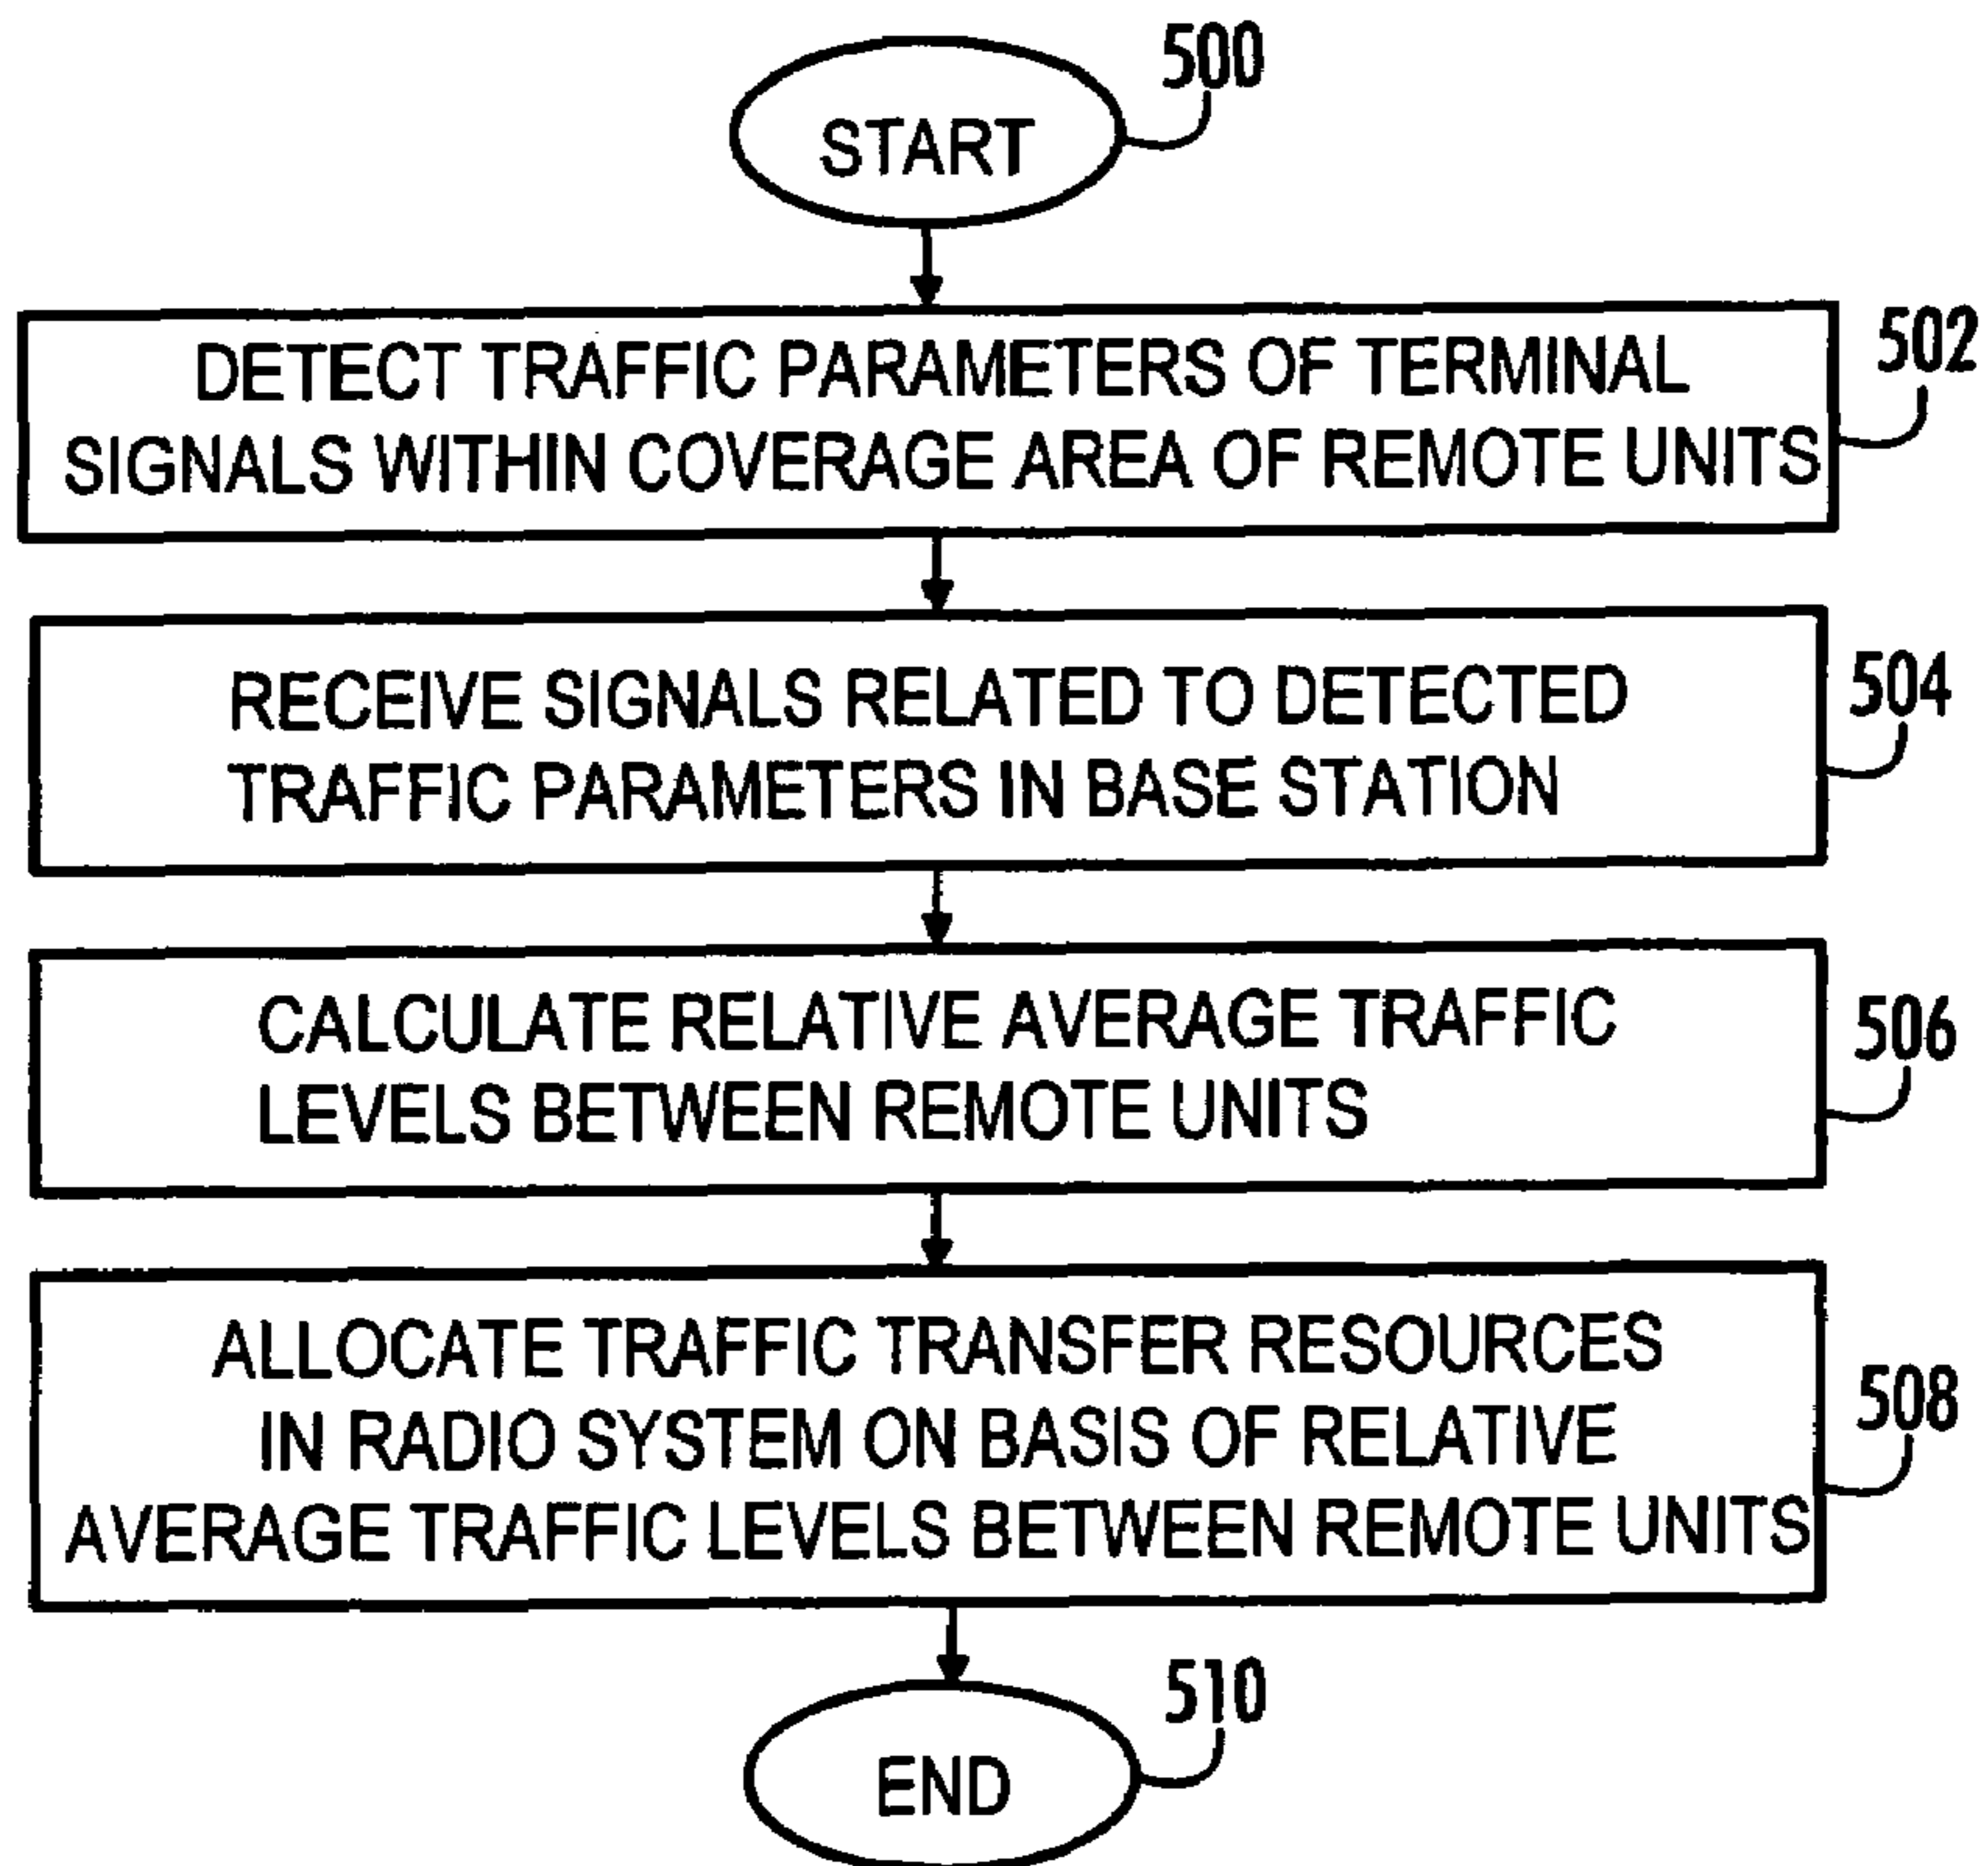 500
START
502
DETECT TRAFFIC PARAMETERS OF TERMINAL
SIGNALS WITHIN COVERAGE AREA OF REMOTE UNITS
504
RECEIVE SIGNALS RELATED TO DETECTED
TRAFFIC PARAMETERS IN BASE STATION
506
CALCULATE RELATIVE AVERAGE TRAFFIC
LEVELS BETWEEN REMOTE UNITS
508
ALLOCATE TRAFFIC TRANSFER RESOURCES
IN RADIO SYSTEM ON BASIS OF RELATIVE
AVERAGE TRAFFIC LEVELS BETWEEN REMOTE UNITS
510
END